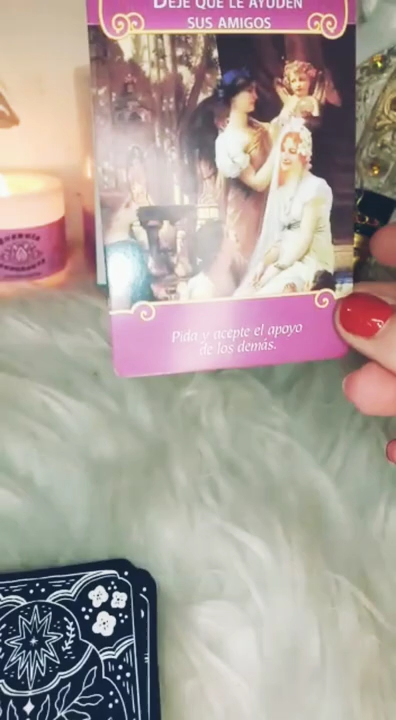 DEJE QUE LE AYUDEN
SUS AMIGOS
Pida y acepte el apoyo
de los demás.